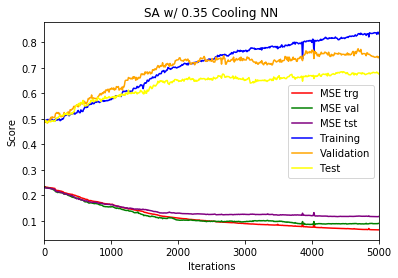 SA w/ 0.35 Cooling NN
Score
0.8
0.7
0.6
0.5
0.4
0.3
0.2
0.1
MSE trg
MSE val
MSE tst
Training
Validation
Test
0 1000 2000 3000 4000 5000
Iterations